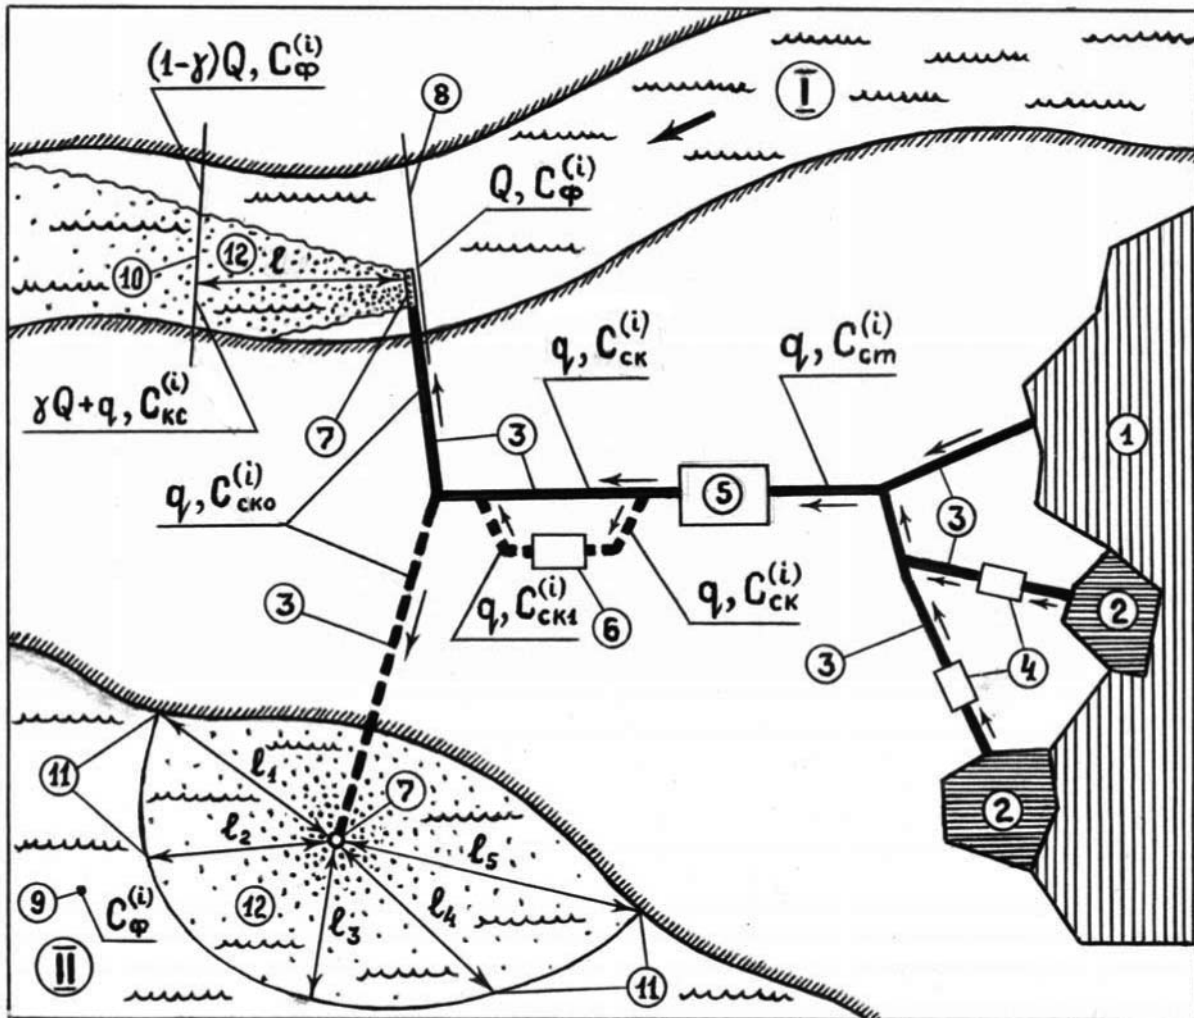 (1-γ)Q, C_ф^(i)
8
I
Q, C_ф^(i)
12
10
l
γQ+q, C_кс^(i)
7
q, C_ск^(i)
q, C_ст^(i)
3
1
q, C_ско^(i)
5
3
3
q, C_ск1^(i)
6
q, C_ск^(i)
2
3
4
11
l₁
7
2
l₂
l₅
9
C_ф^(i)
12
l₃
l₄
II
11